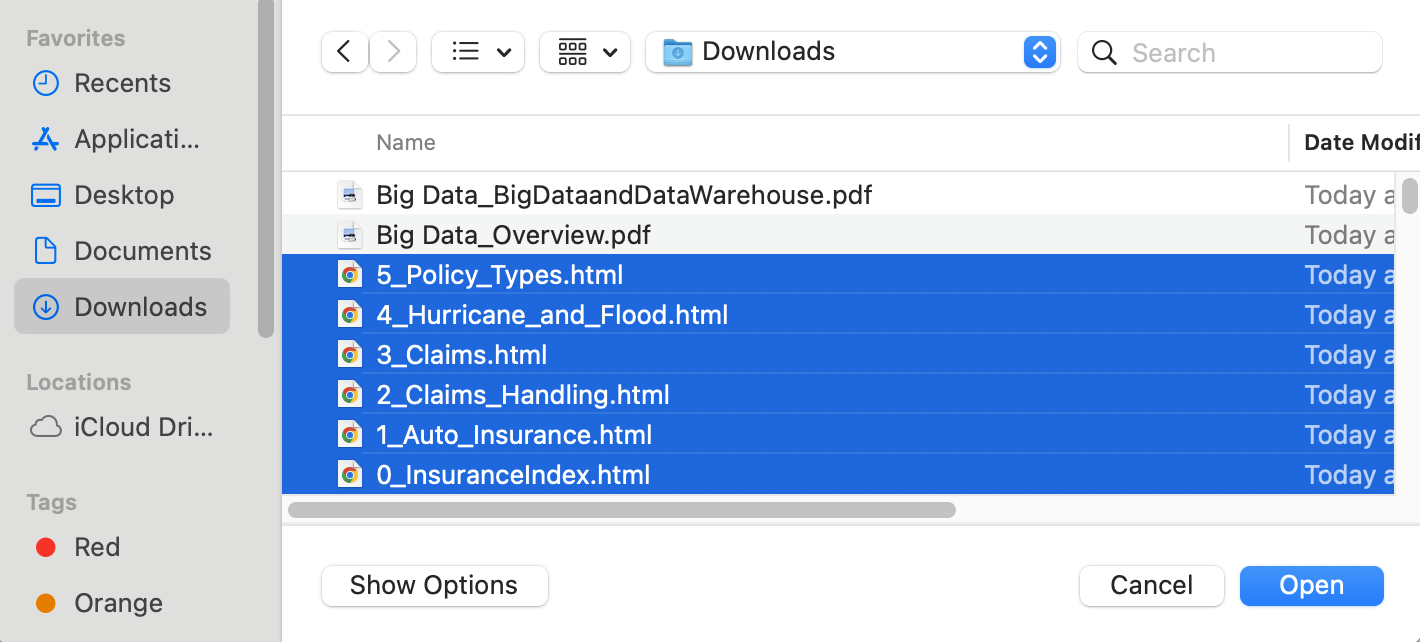 Favorites
Recents
Applicati...
Desktop
Documents
Downloads
Locations
iCloud Dri...
Tags
Red
Orange
Downloads
Search
Name
Date Modif
Big Data_BigDataandDataWarehouse.pdf
Today a
Big Data_Overview.pdf
Today a
5_Policy_Types.html
Today a
4_Hurricane_and_Flood.html
Today a
3_Claims.html
Today a
2_Claims_Handling.html
Today a
1_Auto_Insurance.html
Today a
0_InsuranceIndex.html
Today a
Show Options
Cancel
Open